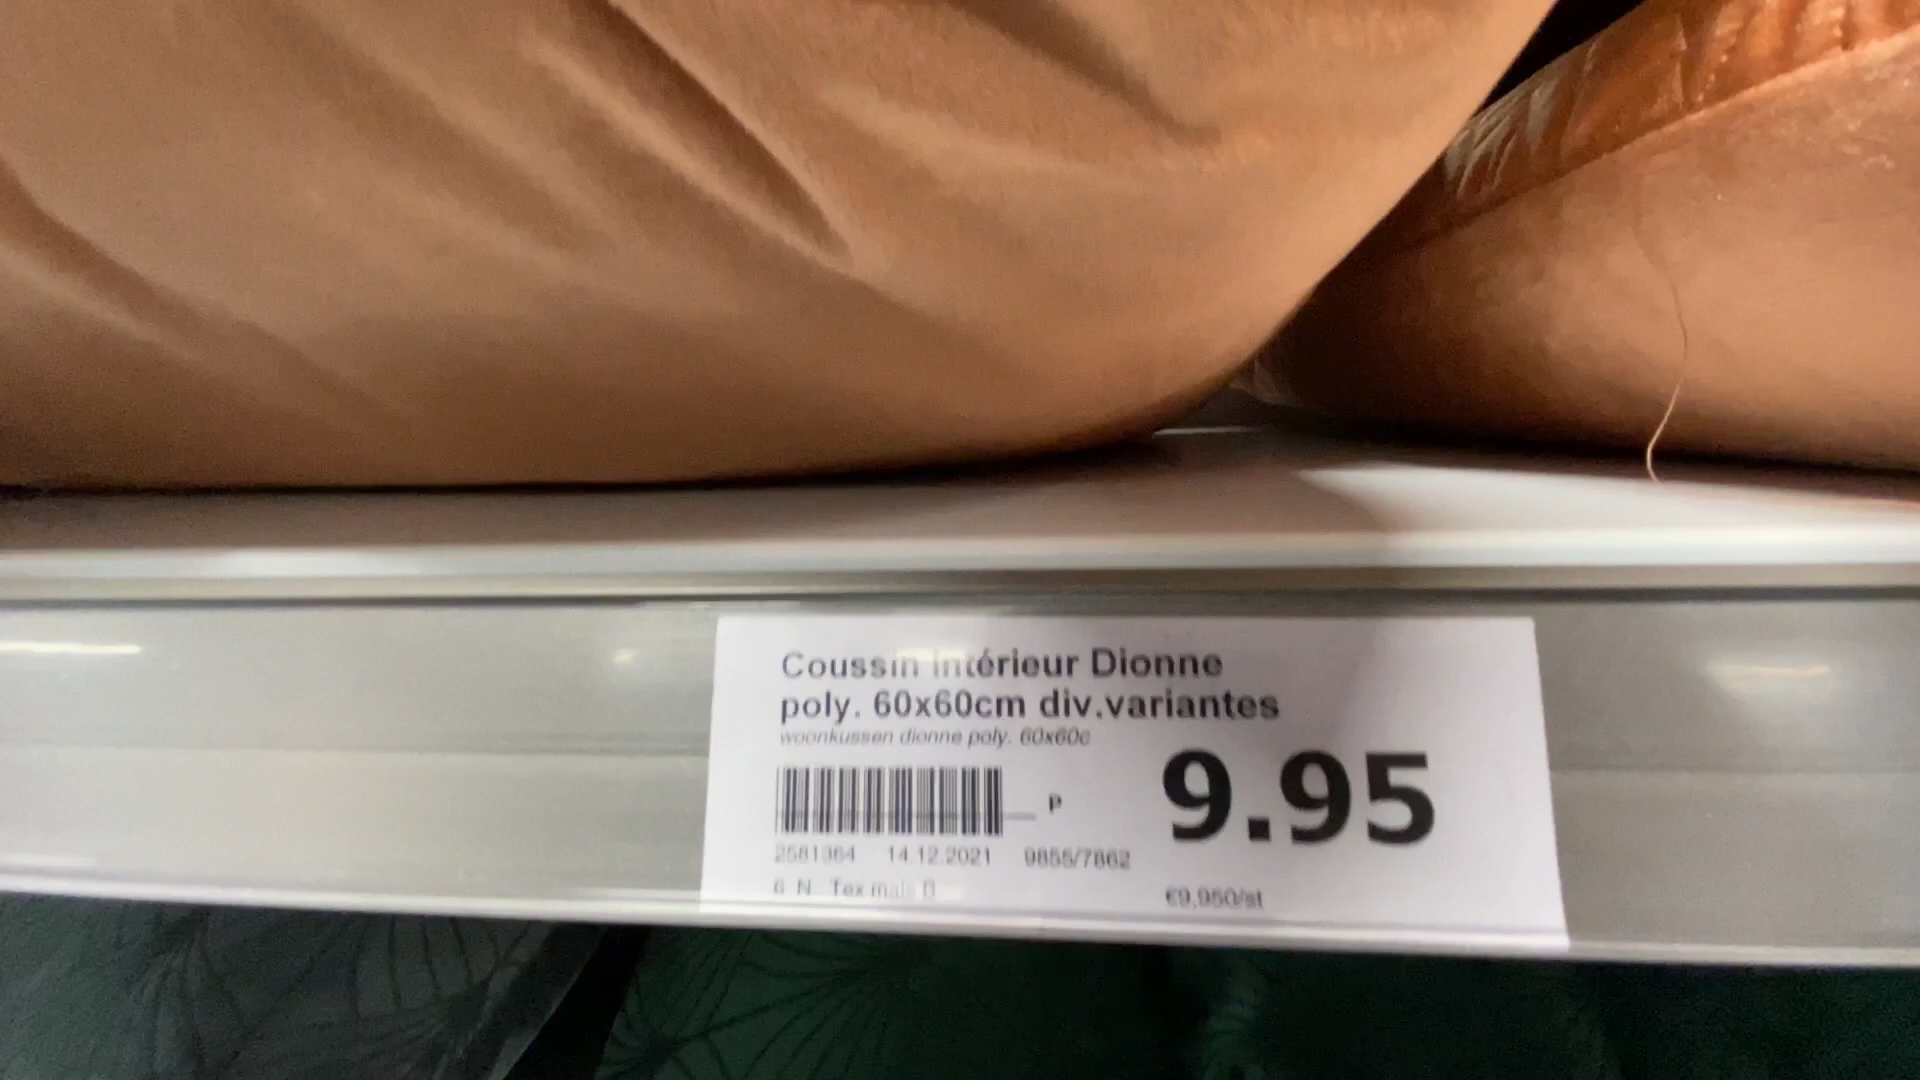 Coussin intérieur Dionne
poly. 60x60cm div.variantes
woonkussen dionne poly. 60x60c
P
9.95
2581364 14.12.2021 9855/7862
6 N Tex mais B
€9,950/st